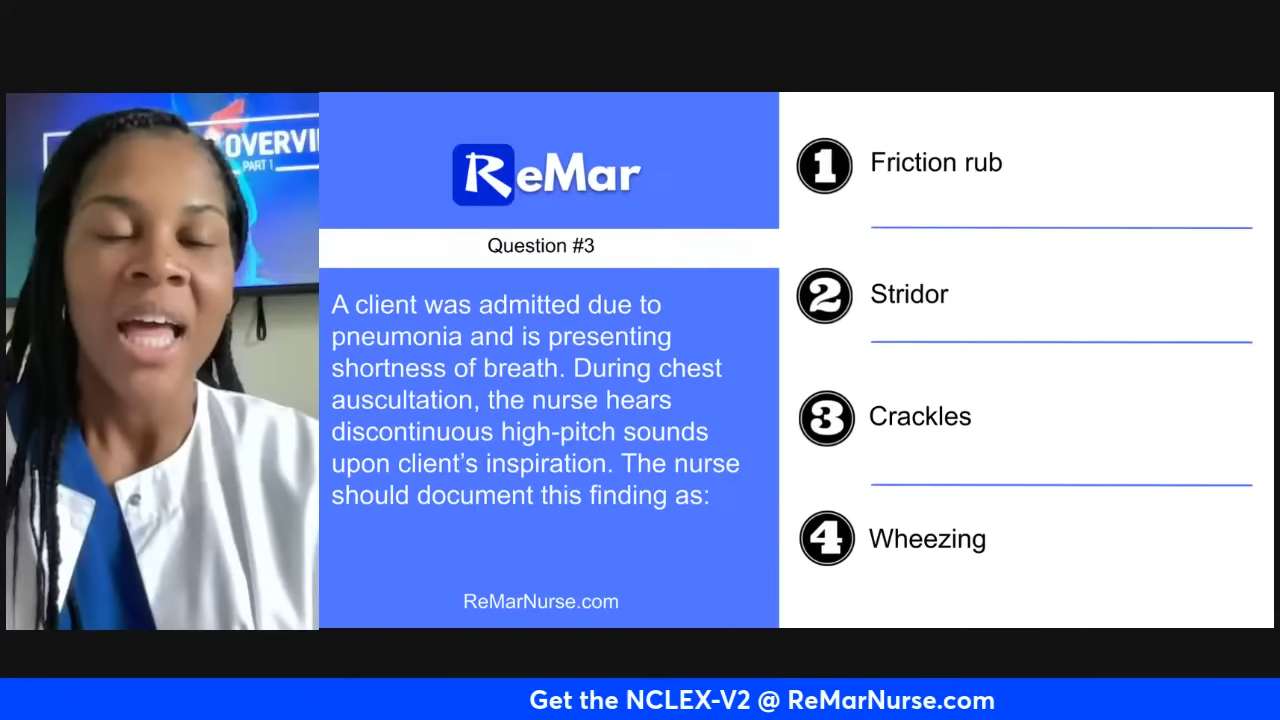 OVERVI
PART 1
ReMar
Question #3
A client was admitted due to
pneumonia and is presenting
shortness of breath. During chest
auscultation, the nurse hears
discontinuous high-pitch sounds
upon client’s inspiration. The nurse
should document this finding as:
ReMarNurse.com
1 Friction rub
2 Stridor
3 Crackles
4 Wheezing
Get the NCLEX-V2 @ ReMarNurse.com